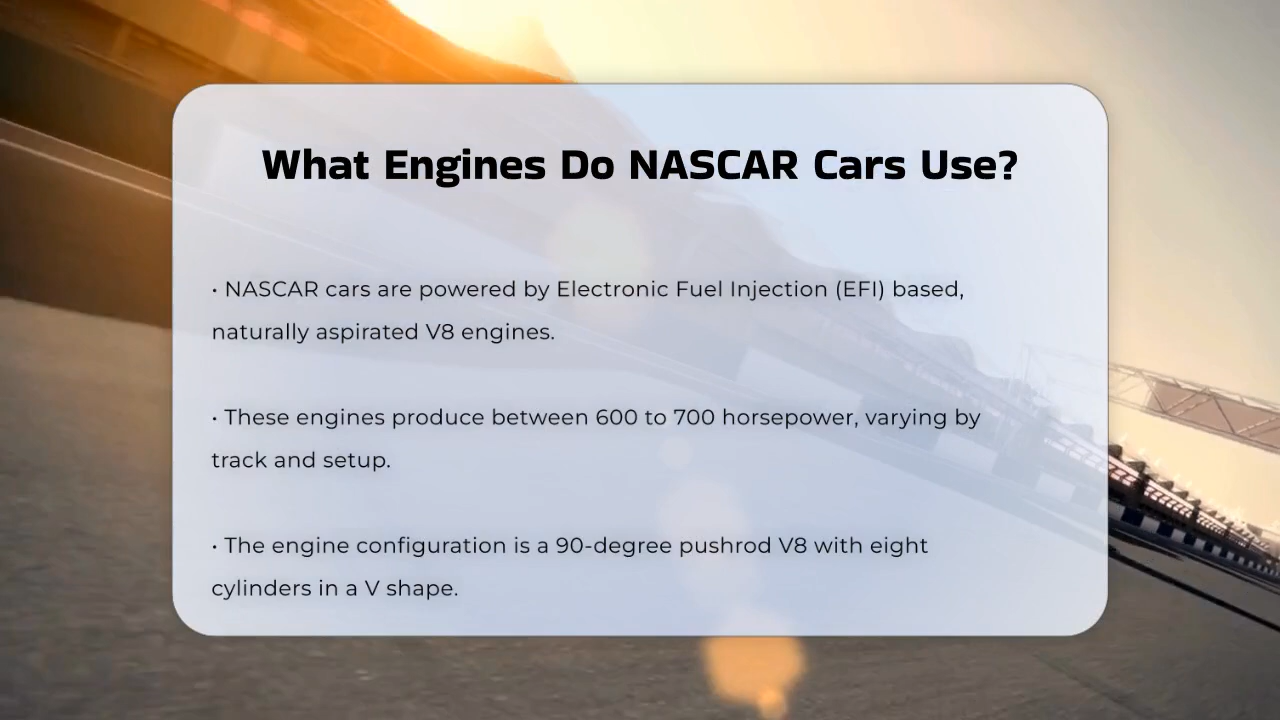 What Engines Do NASCAR Cars Use?
• NASCAR cars are powered by Electronic Fuel Injection (EFI) based,
naturally aspirated V8 engines.
• These engines produce between 600 to 700 horsepower, varying by
track and setup.
• The engine configuration is a 90-degree pushrod V8 with eight
cylinders in a V shape.